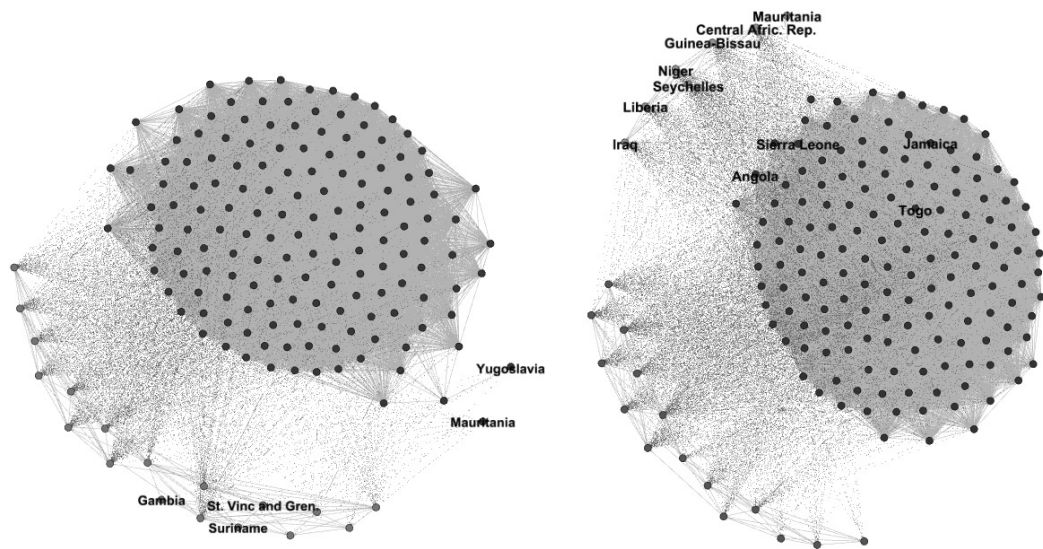 Yugoslavia
Mauritania
Gambia
St. Vinc and Gren.
Suriname
Mauritania
Central Afric. Rep.
Guinea-Bissau
Niger
Seychelles
Liberia
Iraq
Sierra Leone
Jamaica
Angola
Togo